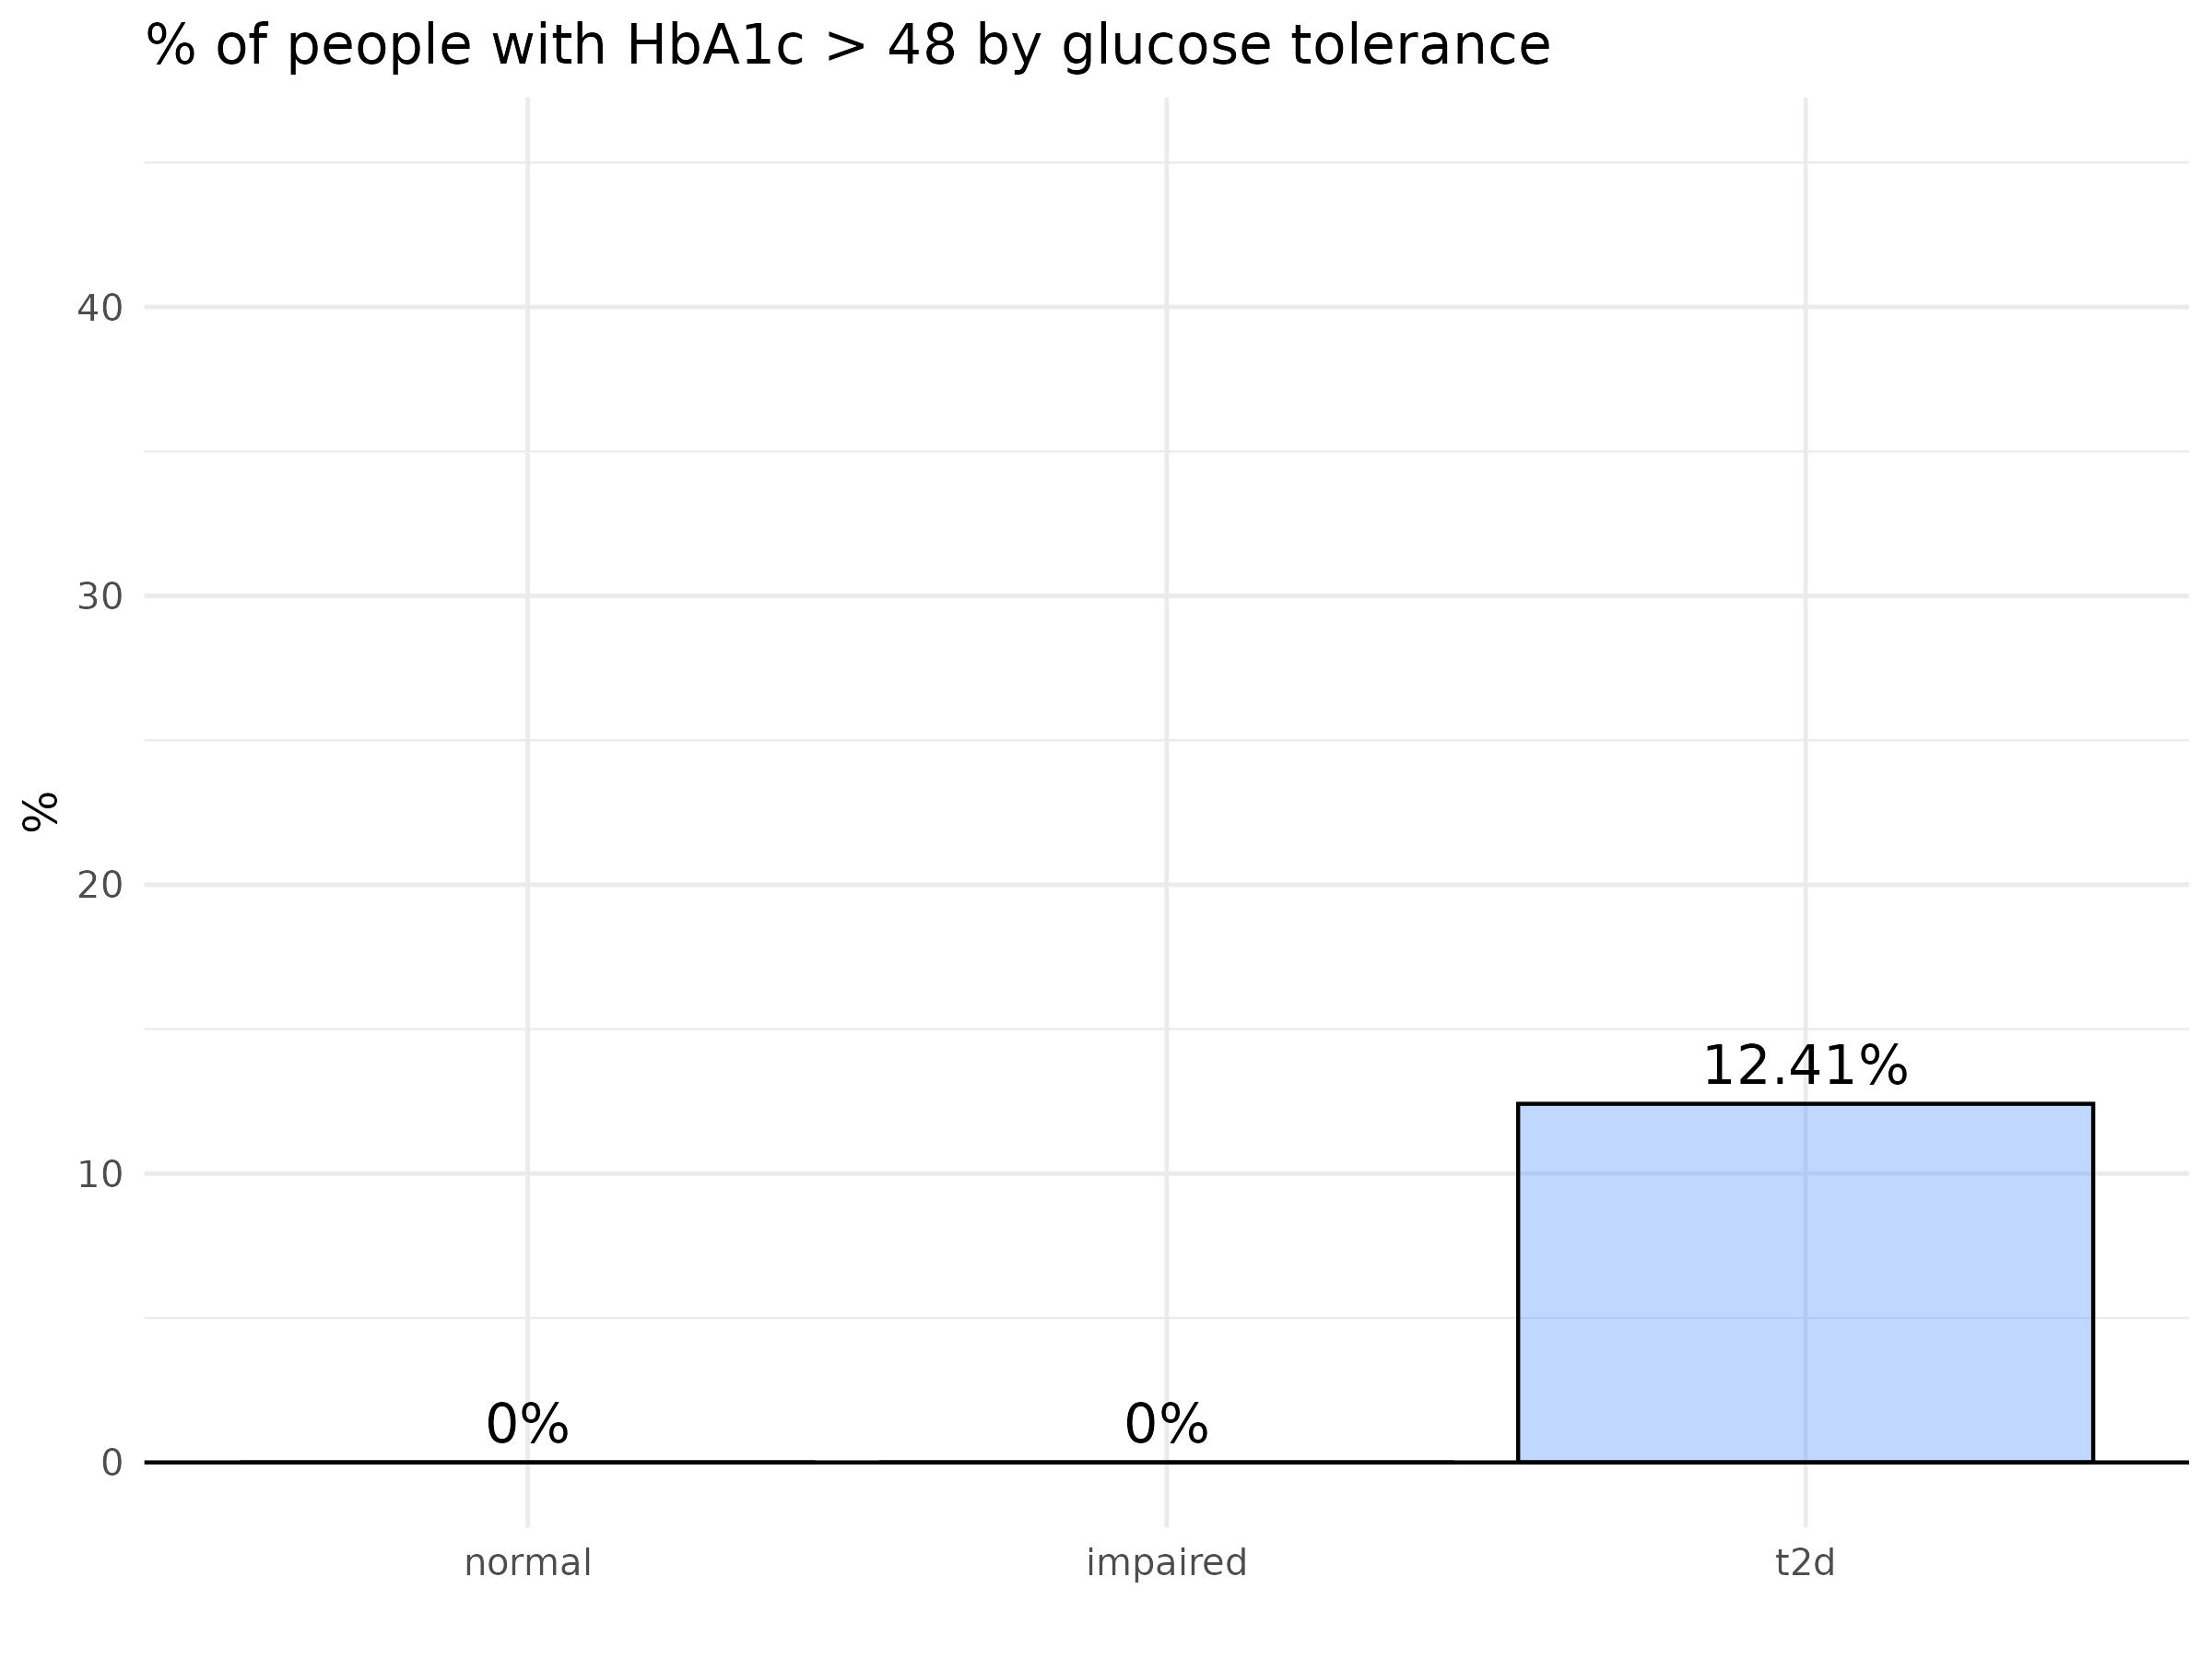 % of people with HbA1c > 48 by glucose tolerance
40
30
%
20
12.41%
10
0%
0%
0
normal
impaired
t2d